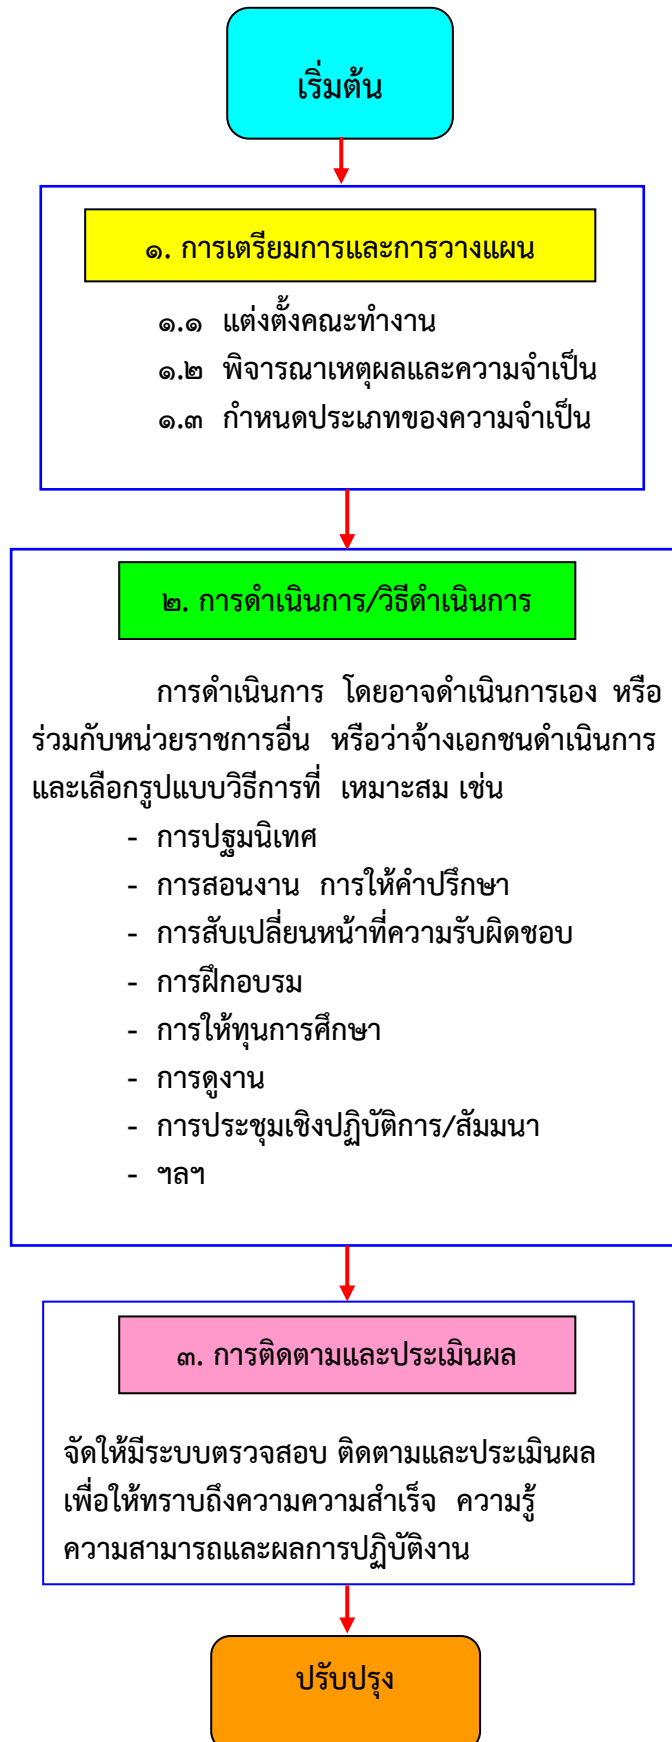 เริ่มต้น
๑. การเตรียมการและการวางแผน
๑.๑ แต่งตั้งคณะทำงาน
๑.๒ พิจารณาเหตุผลและความจำเป็น
๑.๓ กำหนดประเภทของความจำเป็น
๒. การดำเนินการ/วิธีดำเนินการ
การดำเนินการ โดยอาจดำเนินการเอง หรือ
ร่วมกับหน่วยราชการอื่น หรือว่าจ้างเอกชนดำเนินการ
และเลือกรูปแบบวิธีการที่ เหมาะสม เช่น
- การปฐมนิเทศ
- การสอนงาน การให้คำปรึกษา
- การสับเปลี่ยนหน้าที่ความรับผิดชอบ
- การฝึกอบรม
- การให้ทุนการศึกษา
- การดูงาน
- การประชุมเชิงปฏิบัติการ/สัมมนา
- ฯลฯ
๓. การติดตามและประเมินผล
จัดให้มีระบบตรวจสอบ ติดตามและประเมินผล
เพื่อให้ทราบถึงความความสำเร็จ ความรู้
ความสามารถและผลการปฏิบัติงาน
ปรับปรุง